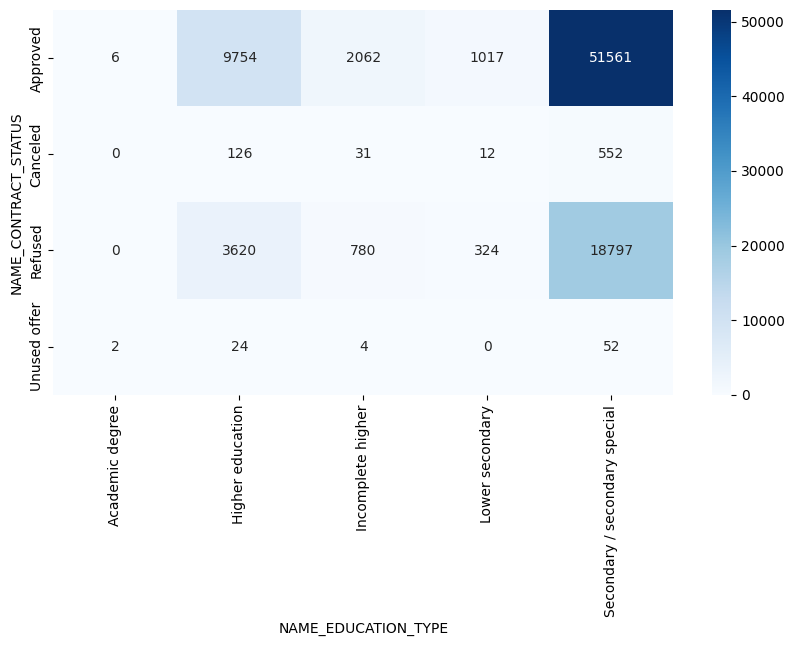 NAME_CONTRACT_STATUS
Approved
6 9754 2062 1017 51561
Canceled
0 126 31 12 552
Refused
0 3620 780 324 18797
Unused offer
2 24 4 0 52
Academic degree
Higher education
Incomplete higher
Lower secondary
Secondary / secondary special
NAME_EDUCATION_TYPE
50000
40000
30000
20000
10000
0